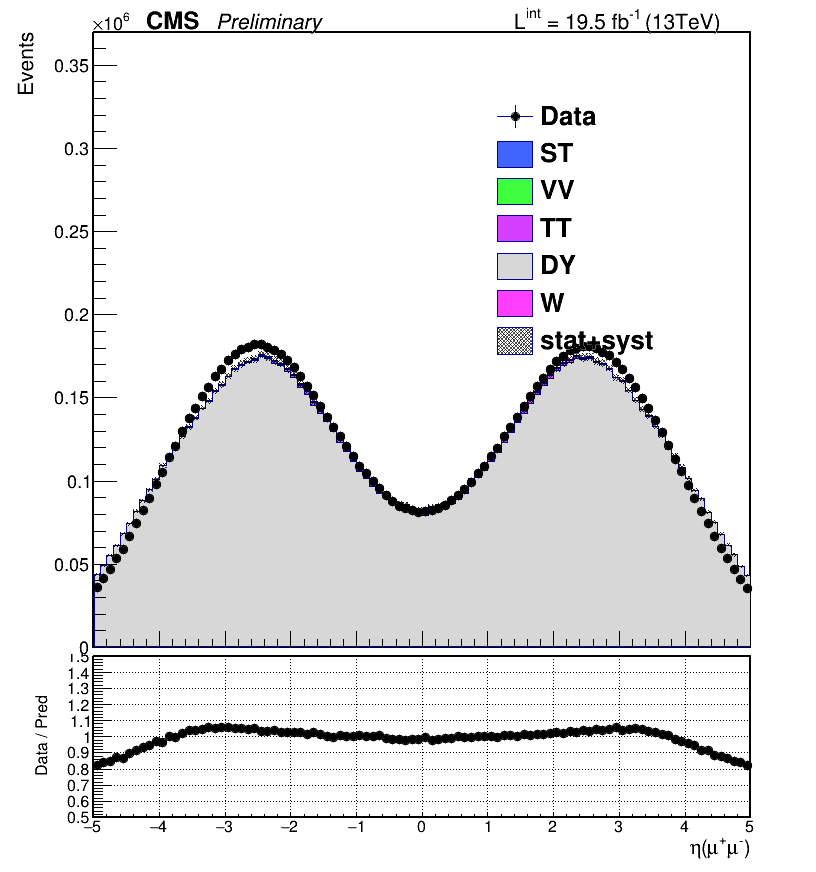 ×10⁶ CMS Preliminary L^int = 19.5 fb⁻¹ (13TeV)
Events
0.35
0.3
0.25
0.2
0.15
0.1
0.05
0
Data
ST
VV
TT
DY
W
stat+syst
Data / Pred
1.5
1.4
1.3
1.2
1.1
1
0.9
0.8
0.7
0.6
0.5
−5 −4 −3 −2 −1 0 1 2 3 4 5
η(μ⁺μ⁻)